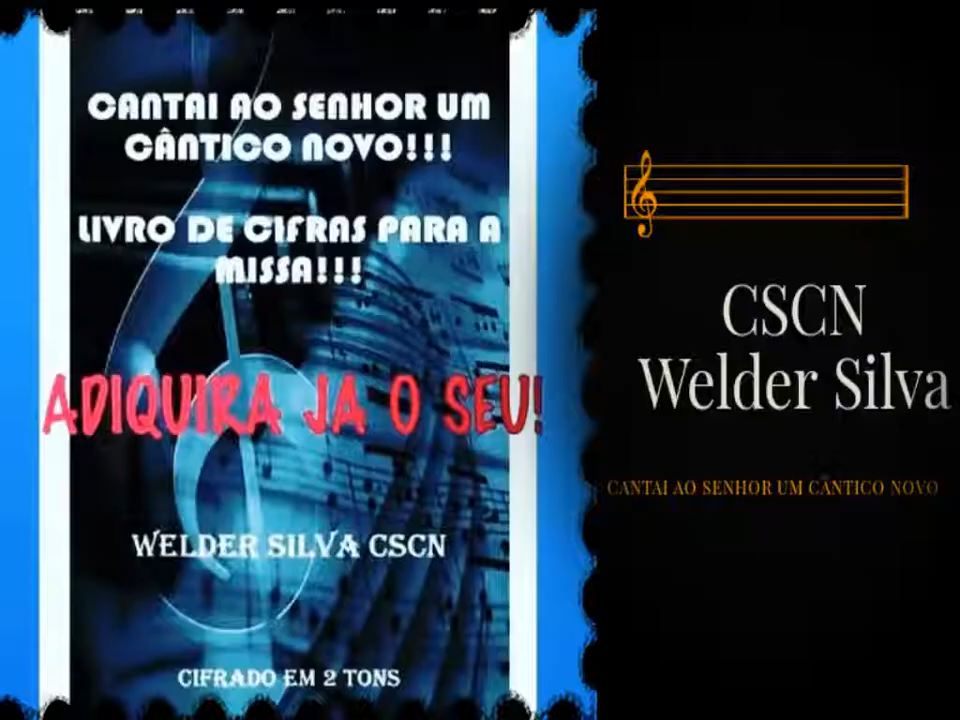 CANTAI AO SENHOR UM
CÂNTICO NOVO!!!
LIVRO DE CIFRAS PARA A
MISSA!!!
ADIQUIRA JA O SEU!
WELDER SILVA CSCN
CIFRADO EM 2 TONS
CSCN
Welder Silva
CANTAI AO SENHOR UM CÂNTICO NOVO